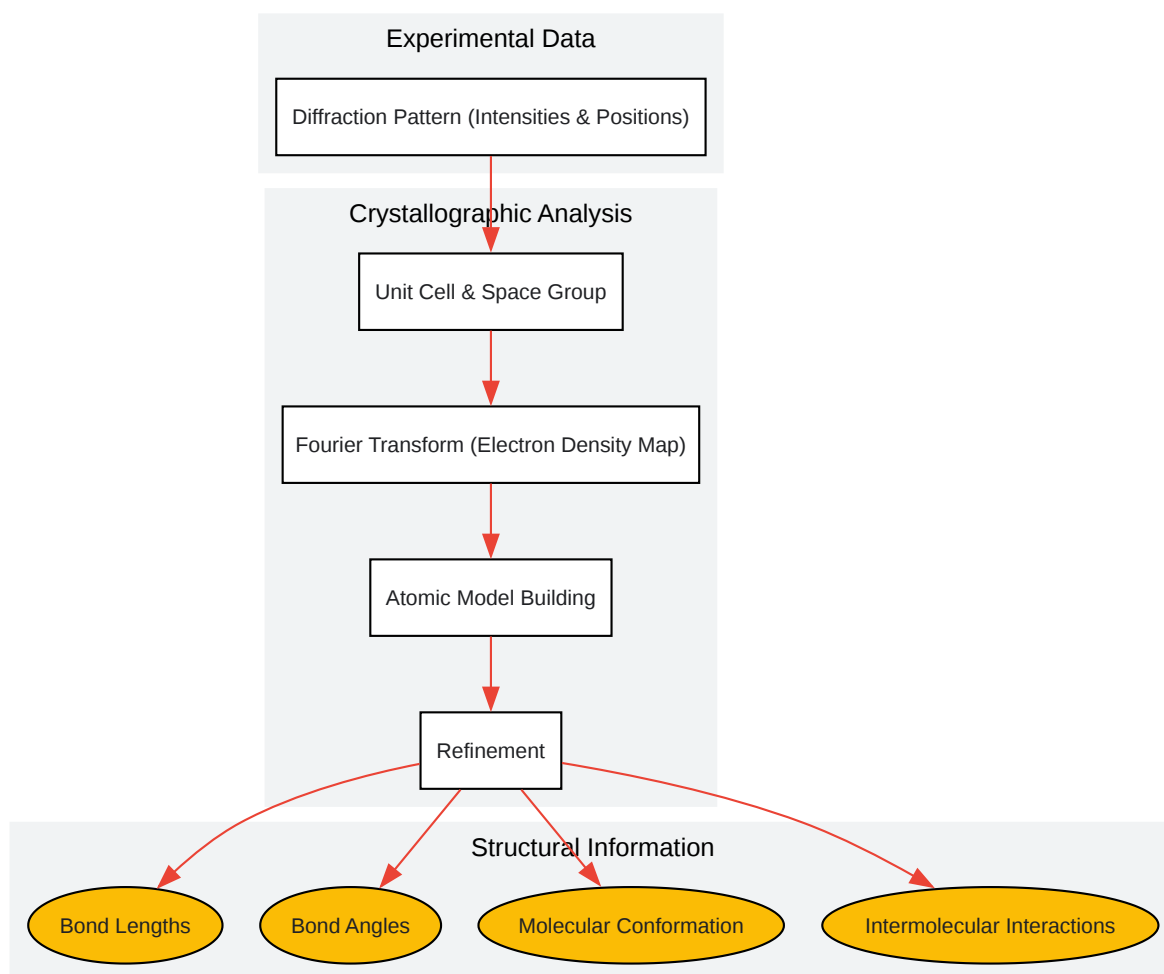 Experimental Data
Diffraction Pattern (Intensities & Positions)
Crystallographic Analysis
Unit Cell & Space Group
Fourier Transform (Electron Density Map)
Atomic Model Building
Refinement
Structural Information
Bond Lengths
Bond Angles
Molecular Conformation
Intermolecular Interactions